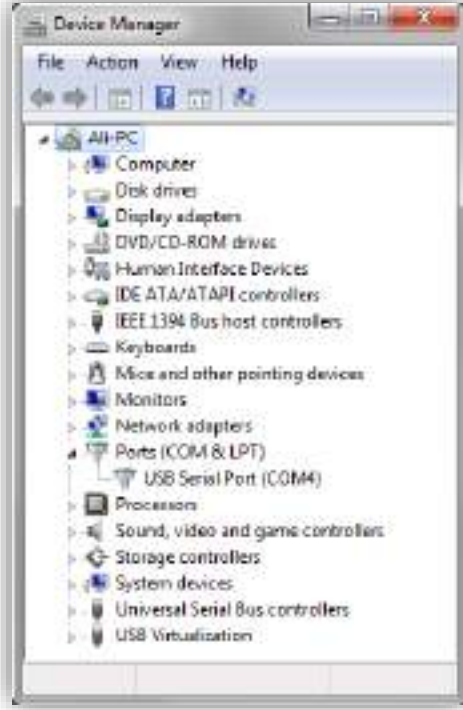 Device Manager
File Action View Help
Ali-PC
Computer
Disk drives
Display adapters
DVD/CD-ROM drives
Human Interface Devices
IDE ATA/ATAPI controllers
IEEE 1394 Bus host controllers
Keyboards
Mice and other pointing devices
Monitors
Network adapters
Ports (COM & LPT)
USB Serial Port (COM4)
Processors
Sound, video and game controllers
Storage controllers
System devices
Universal Serial Bus controllers
USB Virtualization